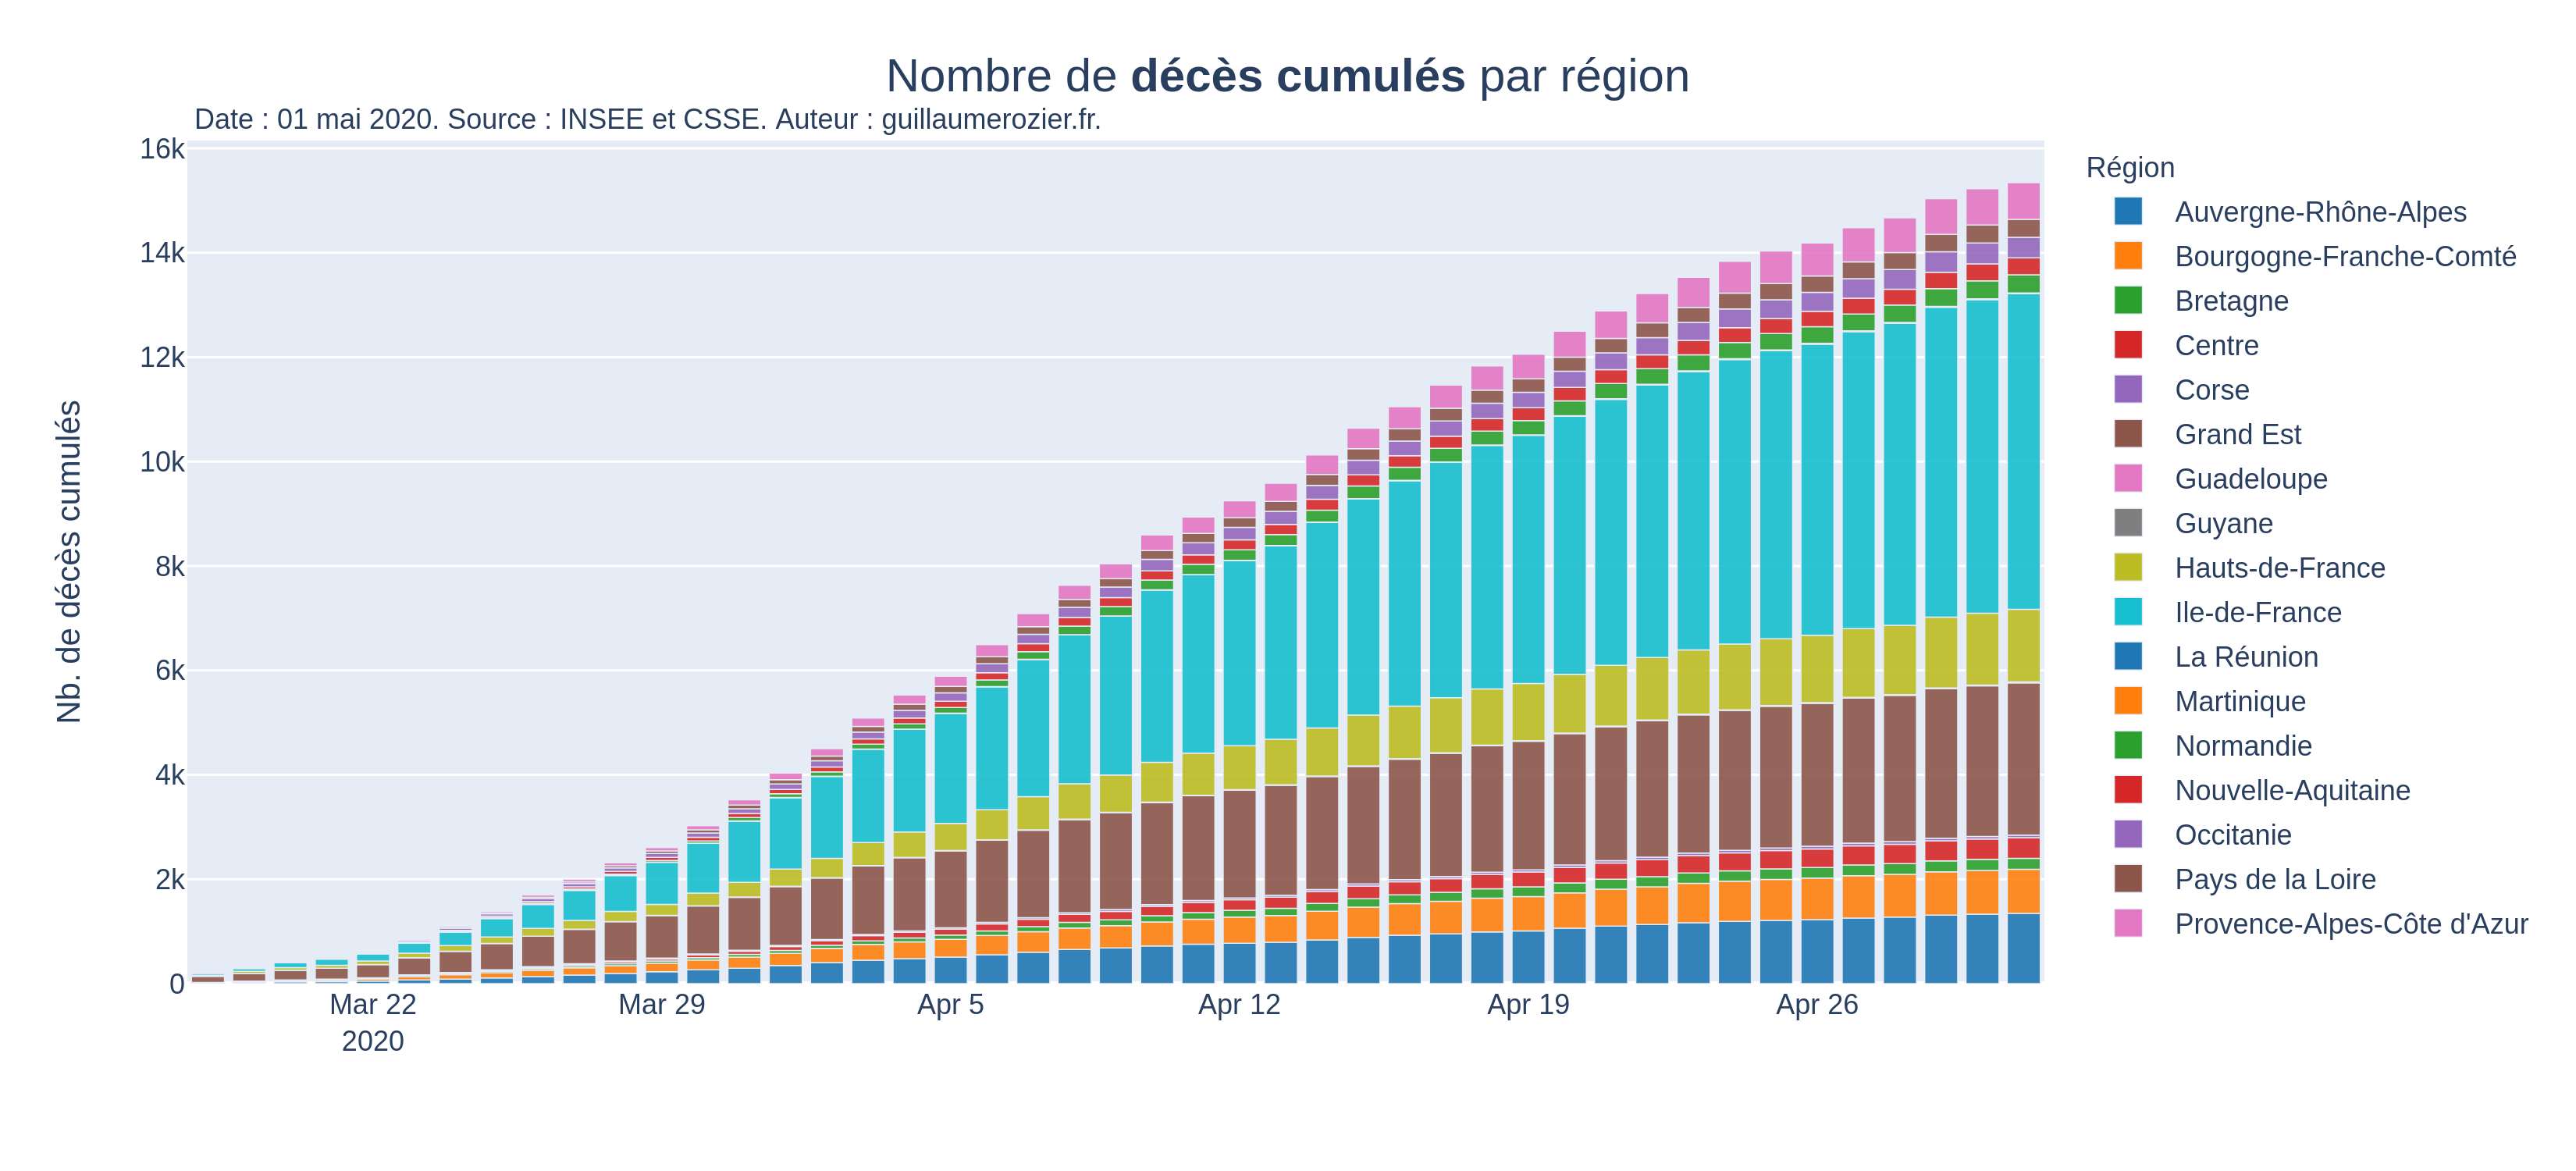 Nombre de décès cumulés par région
Date : 01 mai 2020. Source : INSEE et CSSE. Auteur : guillaumerozier.fr.
Nb. de décès cumulés
16k
14k
12k
10k
8k
6k
4k
2k
0
Mar 22
2020
Mar 29
Apr 5
Apr 12
Apr 19
Apr 26
Région
Auvergne-Rhône-Alpes
Bourgogne-Franche-Comté
Bretagne
Centre
Corse
Grand Est
Guadeloupe
Guyane
Hauts-de-France
Ile-de-France
La Réunion
Martinique
Normandie
Nouvelle-Aquitaine
Occitanie
Pays de la Loire
Provence-Alpes-Côte d'Azur